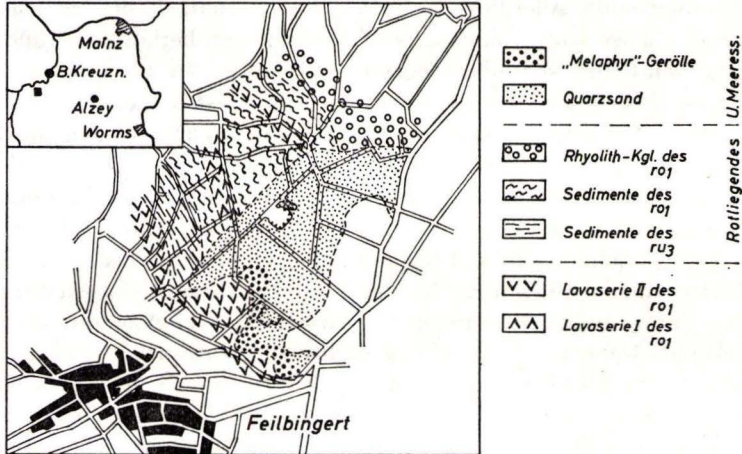 Mainz
B.Kreuzn.
Alzey
Worms
Feilbingert
„Melaphyr"-Gerölle
Quarzsand
U.Meeress.
Rhyolith-Kgl. des
ro1
Sedimente des
ro1
Sedimente des
ru3
Rotliegendes
Lavaserie II des
ro1
Lavaserie I des
ro1